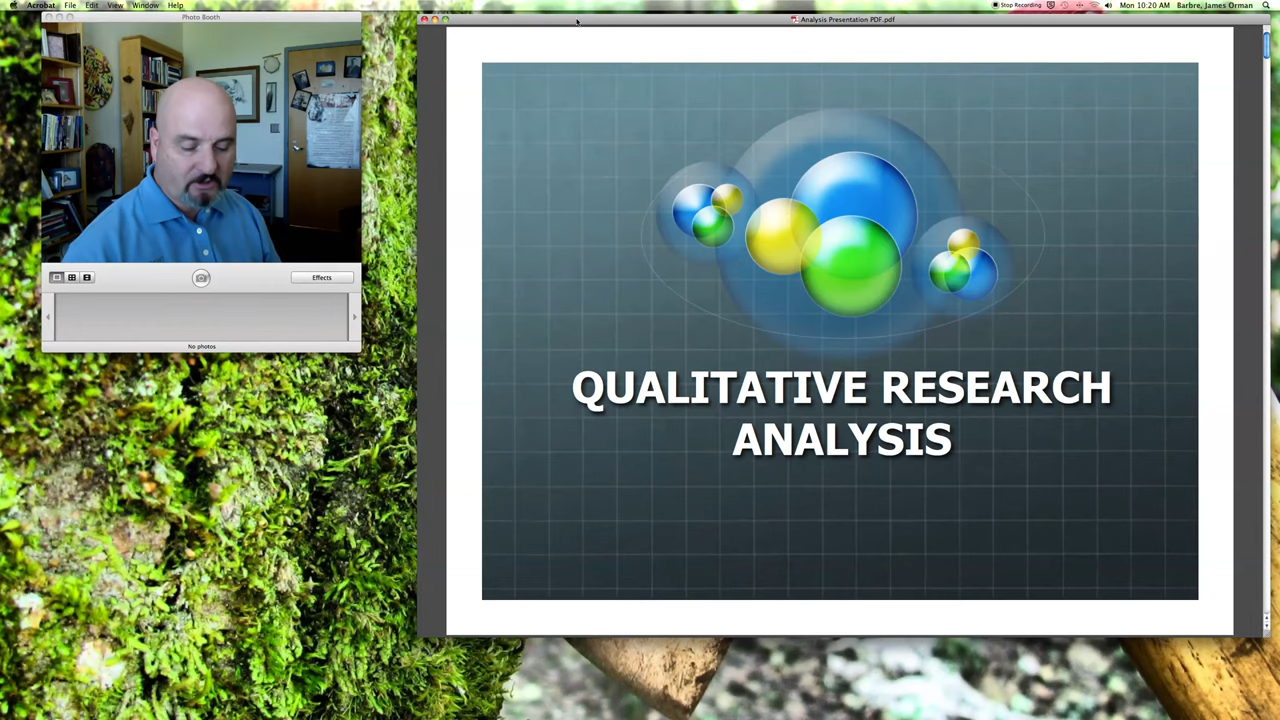 Acrobat File Edit View Window Help
Stop Recording Mon 10:20 AM Barbre, James Orman
Photo Booth
Analysis Presentation PDF.pdf
QUALITATIVE RESEARCH
ANALYSIS
Effects
No photos